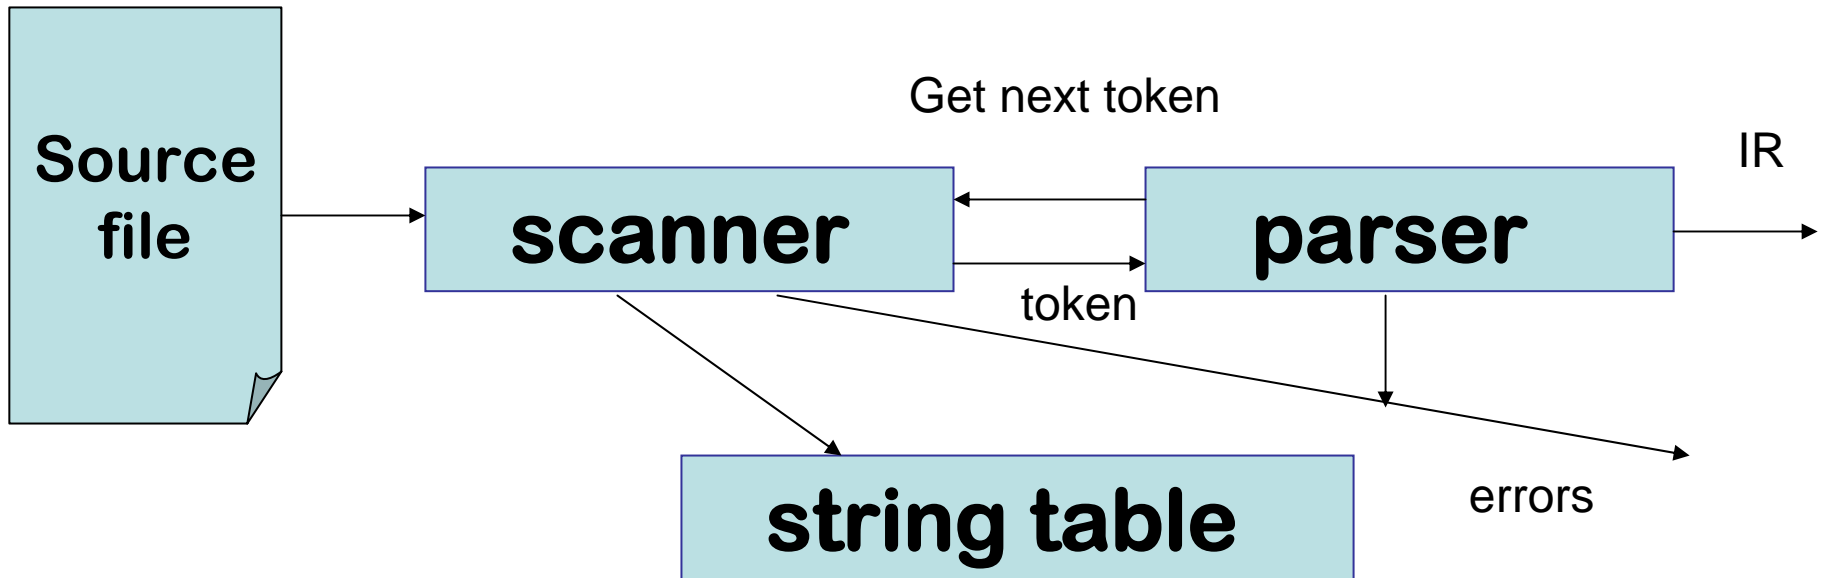 Get next token
IR
Source
file
scanner
parser
token
errors
string table